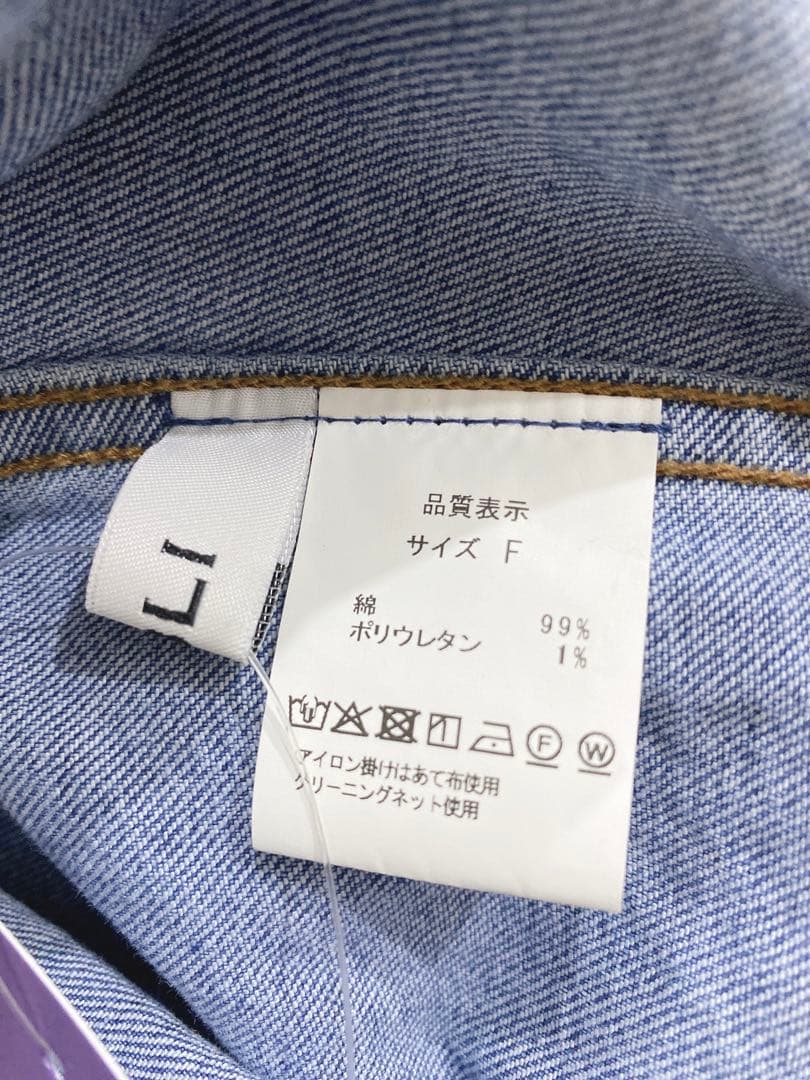 品質表示
サイズ F
綿 99%
ポリウレタン 1%
F W
アイロン掛けはあて布使用
クリーニングネット使用
LI